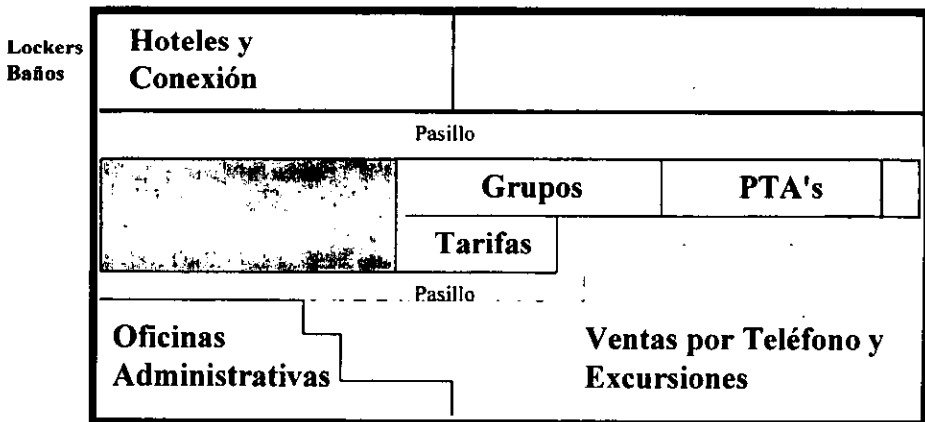 Lockers
Baños
Hoteles y
Conexión
Pasillo
Grupos
PTA's
Tarifas
Pasillo
Oficinas
Administrativas
Ventas por Teléfono y
Excursiones